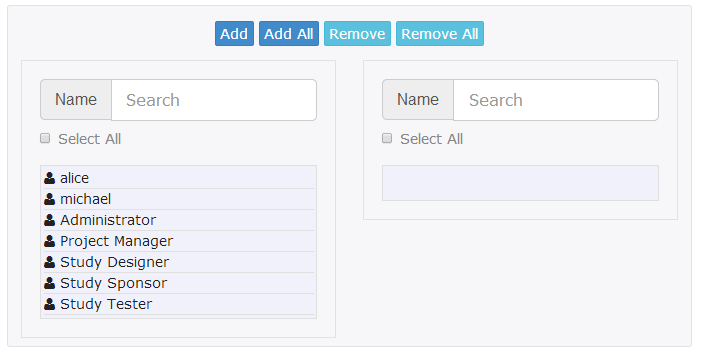 Add Add All Remove Remove All
Name Search
Select All
alice
michael
Administrator
Project Manager
Study Designer
Study Sponsor
Study Tester
Name Search
Select All